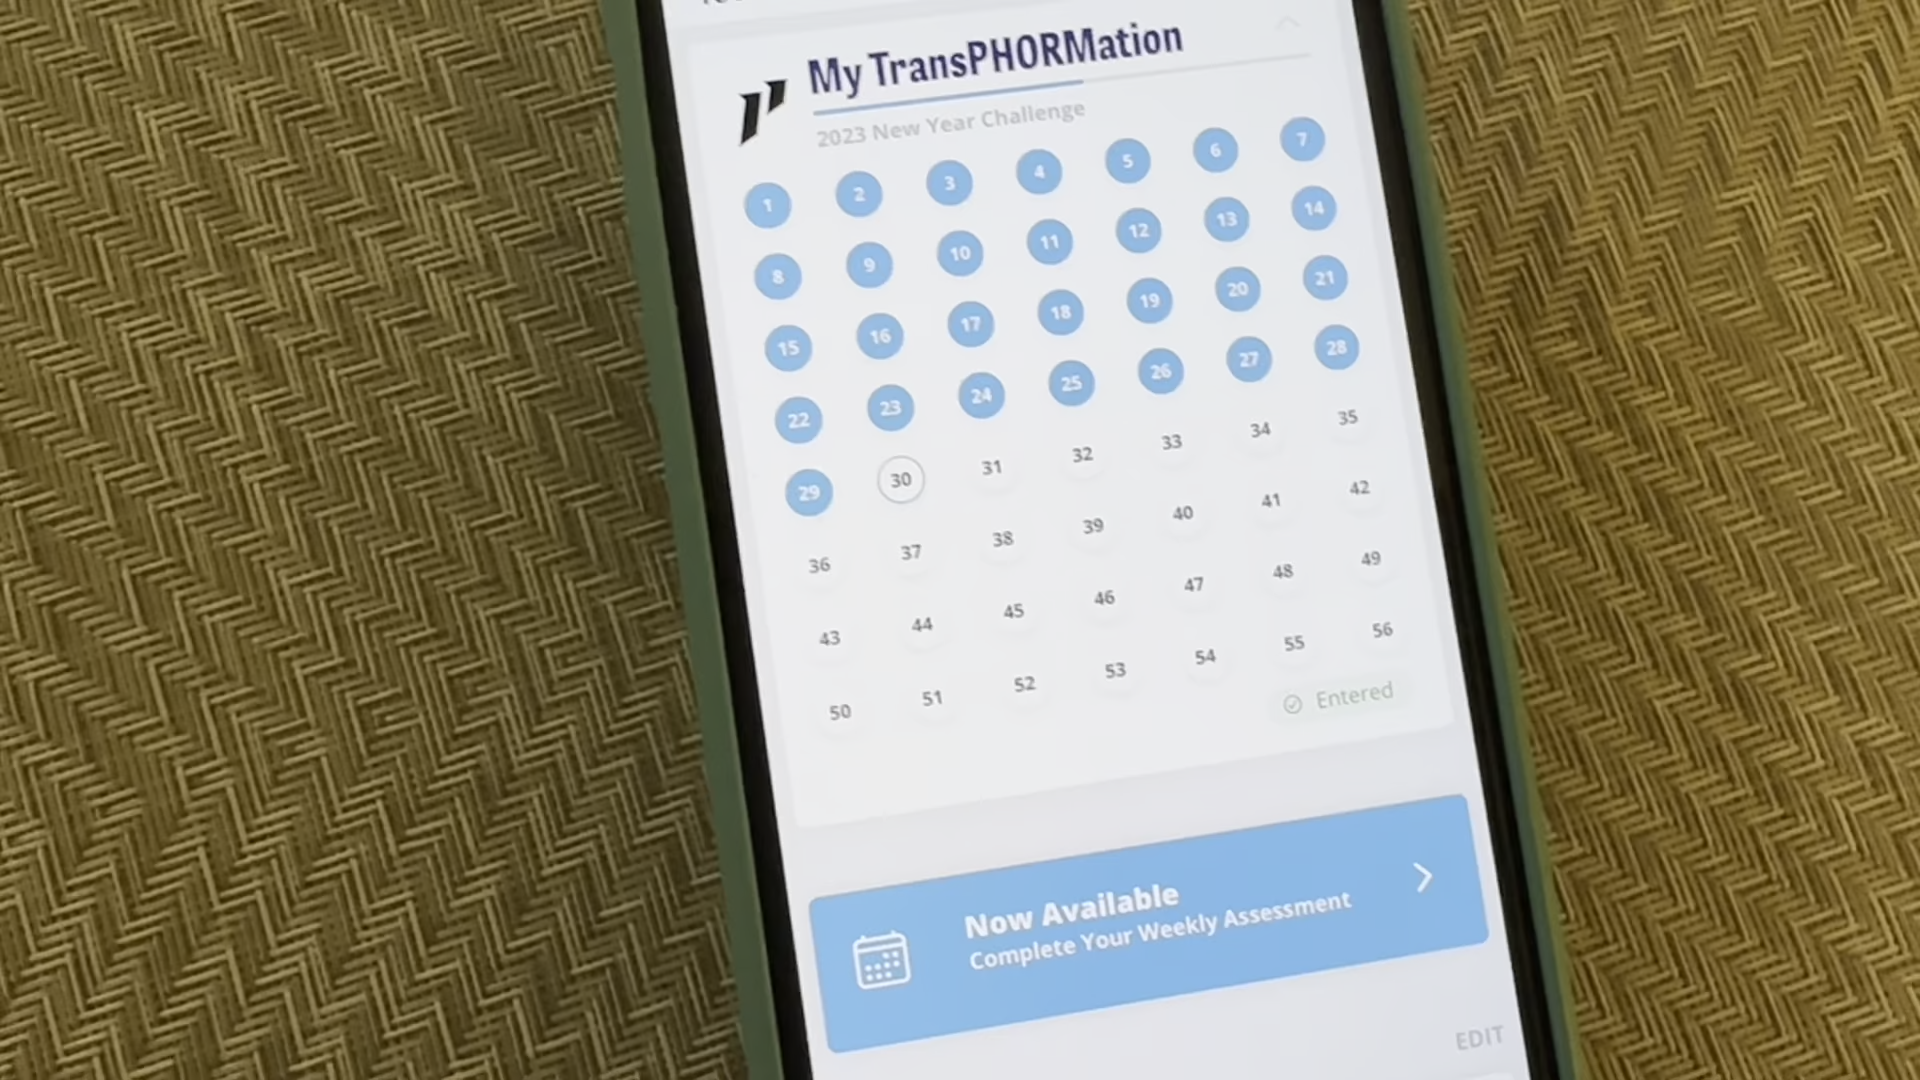 My TransPHORMation
2023 New Year Challenge
1 2 3 4 5 6 7
8 9 10 11 12 13 14
15 16 17 18 19 20 21
22 23 24 25 26 27 28
29 30 31 32 33 34 35
36 37 38 39 40 41 42
43 44 45 46 47 48 49
50 51 52 53 54 55 56
Entered
Now Available
Complete Your Weekly Assessment
EDIT